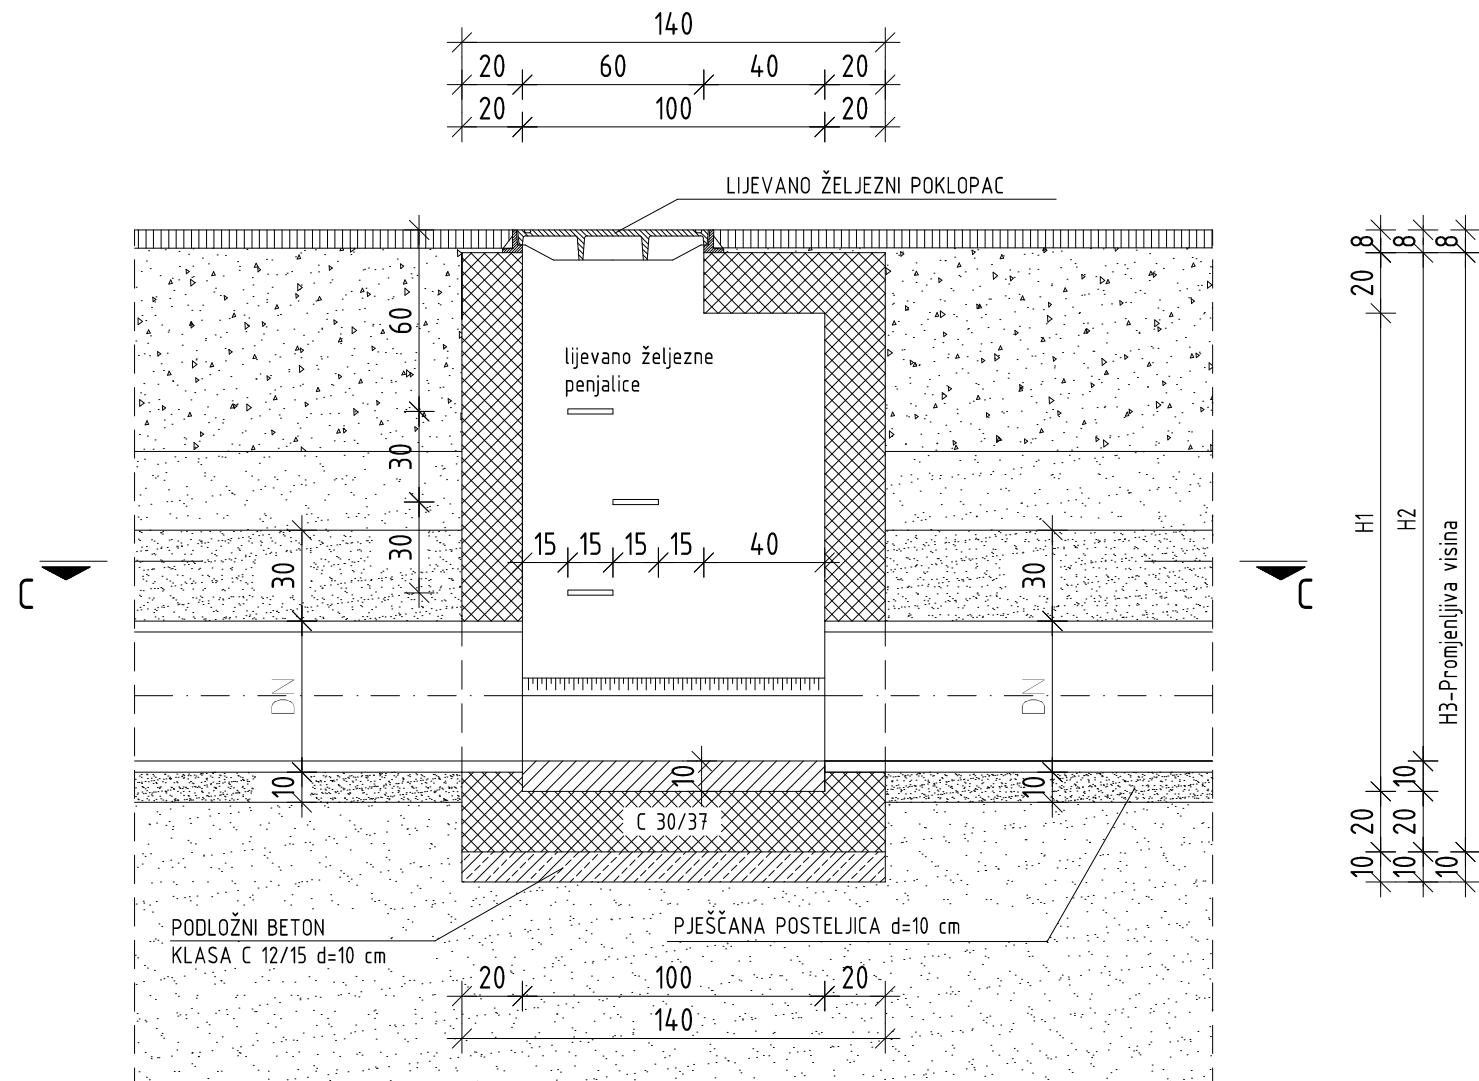 140
20 60 40 20
20 100 20
LIJEVANO ŽELJEZNI POKLOPAC
8 8 8
20
60
lijevano željezne
penjalice
30
H1 H2 H3-Promjenljiva visina
30
15 15 15 15 40
30 30
C C
DN DN
10 10 10 10
C 30/37
20 20
10 10 10
PODLOŽNI BETON
KLASA C 12/15 d=10 cm
PJEŠČANA POSTELJICA d=10 cm
20 100 20
140